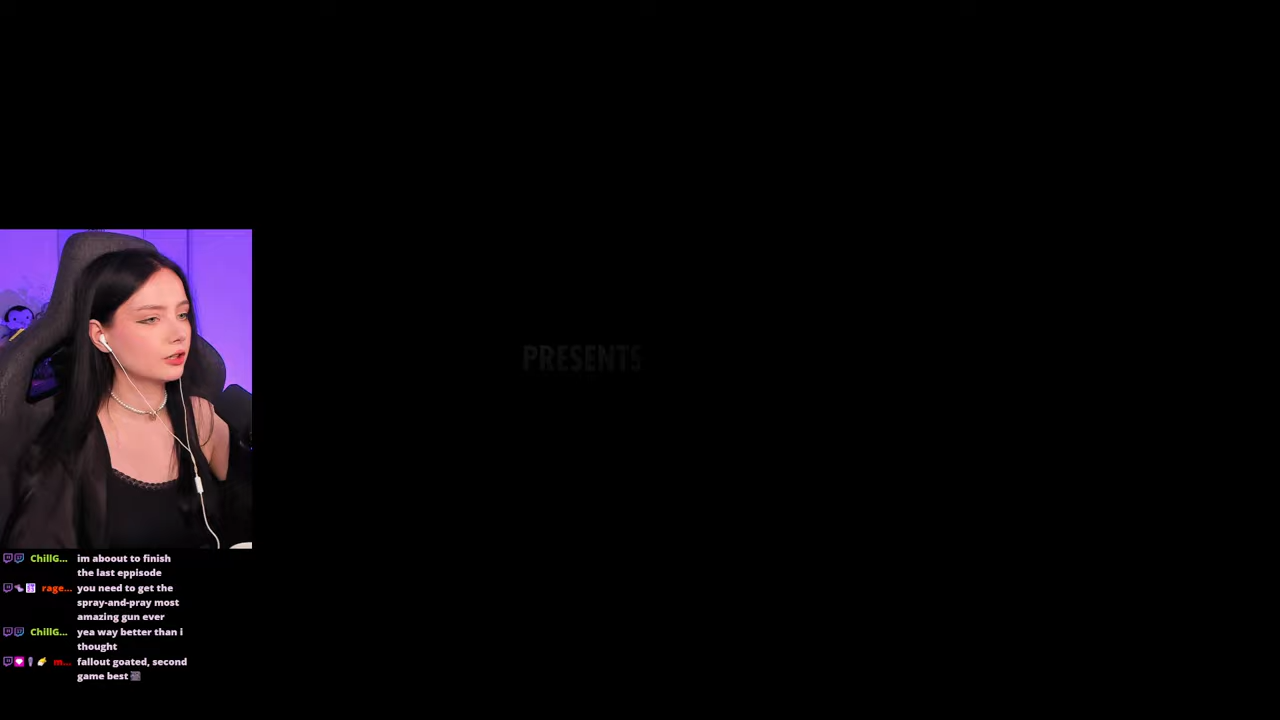 PRESENTS
ChillG... im aboout to finish
the last eppisode
rage... you need to get the
spray-and-pray most
amazing gun ever
ChillG... yea way better than i
thought
m... fallout goated, second
game best